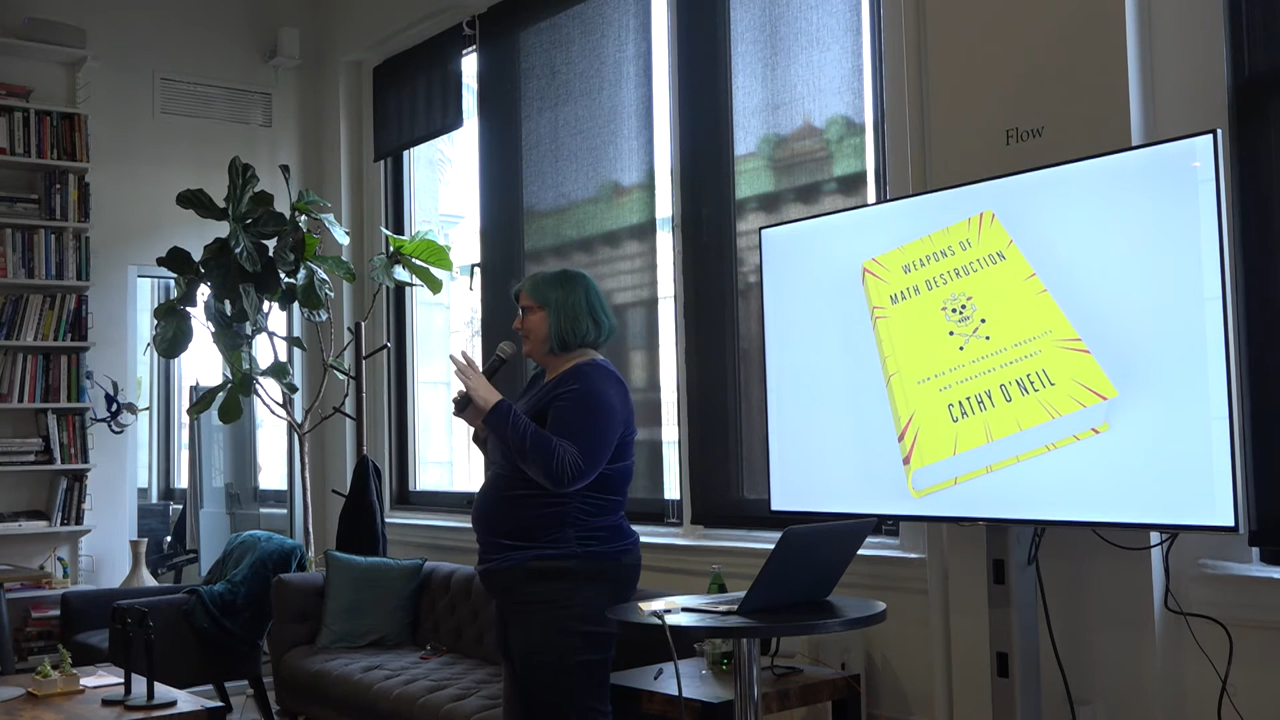 Flow
WEAPONS OF
MATH DESTRUCTION
HOW BIG DATA INCREASES INEQUALITY
AND THREATENS DEMOCRACY
CATHY O'NEIL